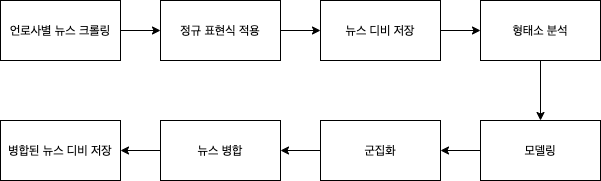 언로사별 뉴스 크롤링
정규 표현식 적용
뉴스 디비 저장
형태소 분석
병합된 뉴스 디비 저장
뉴스 병합
군집화
모델링